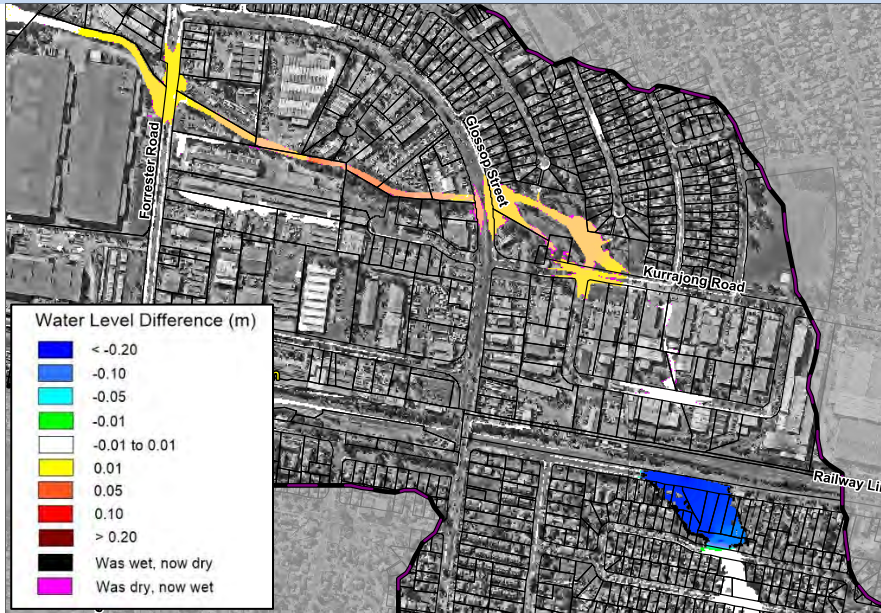 Glossop Street
Forrester Road
Kurrajong Road
Railway Lin
Water Level Difference (m)
< -0.20
-0.10
-0.05
-0.01
-0.01 to 0.01
0.01
0.05
0.10
> 0.20
Was wet, now dry
Was dry, now wet